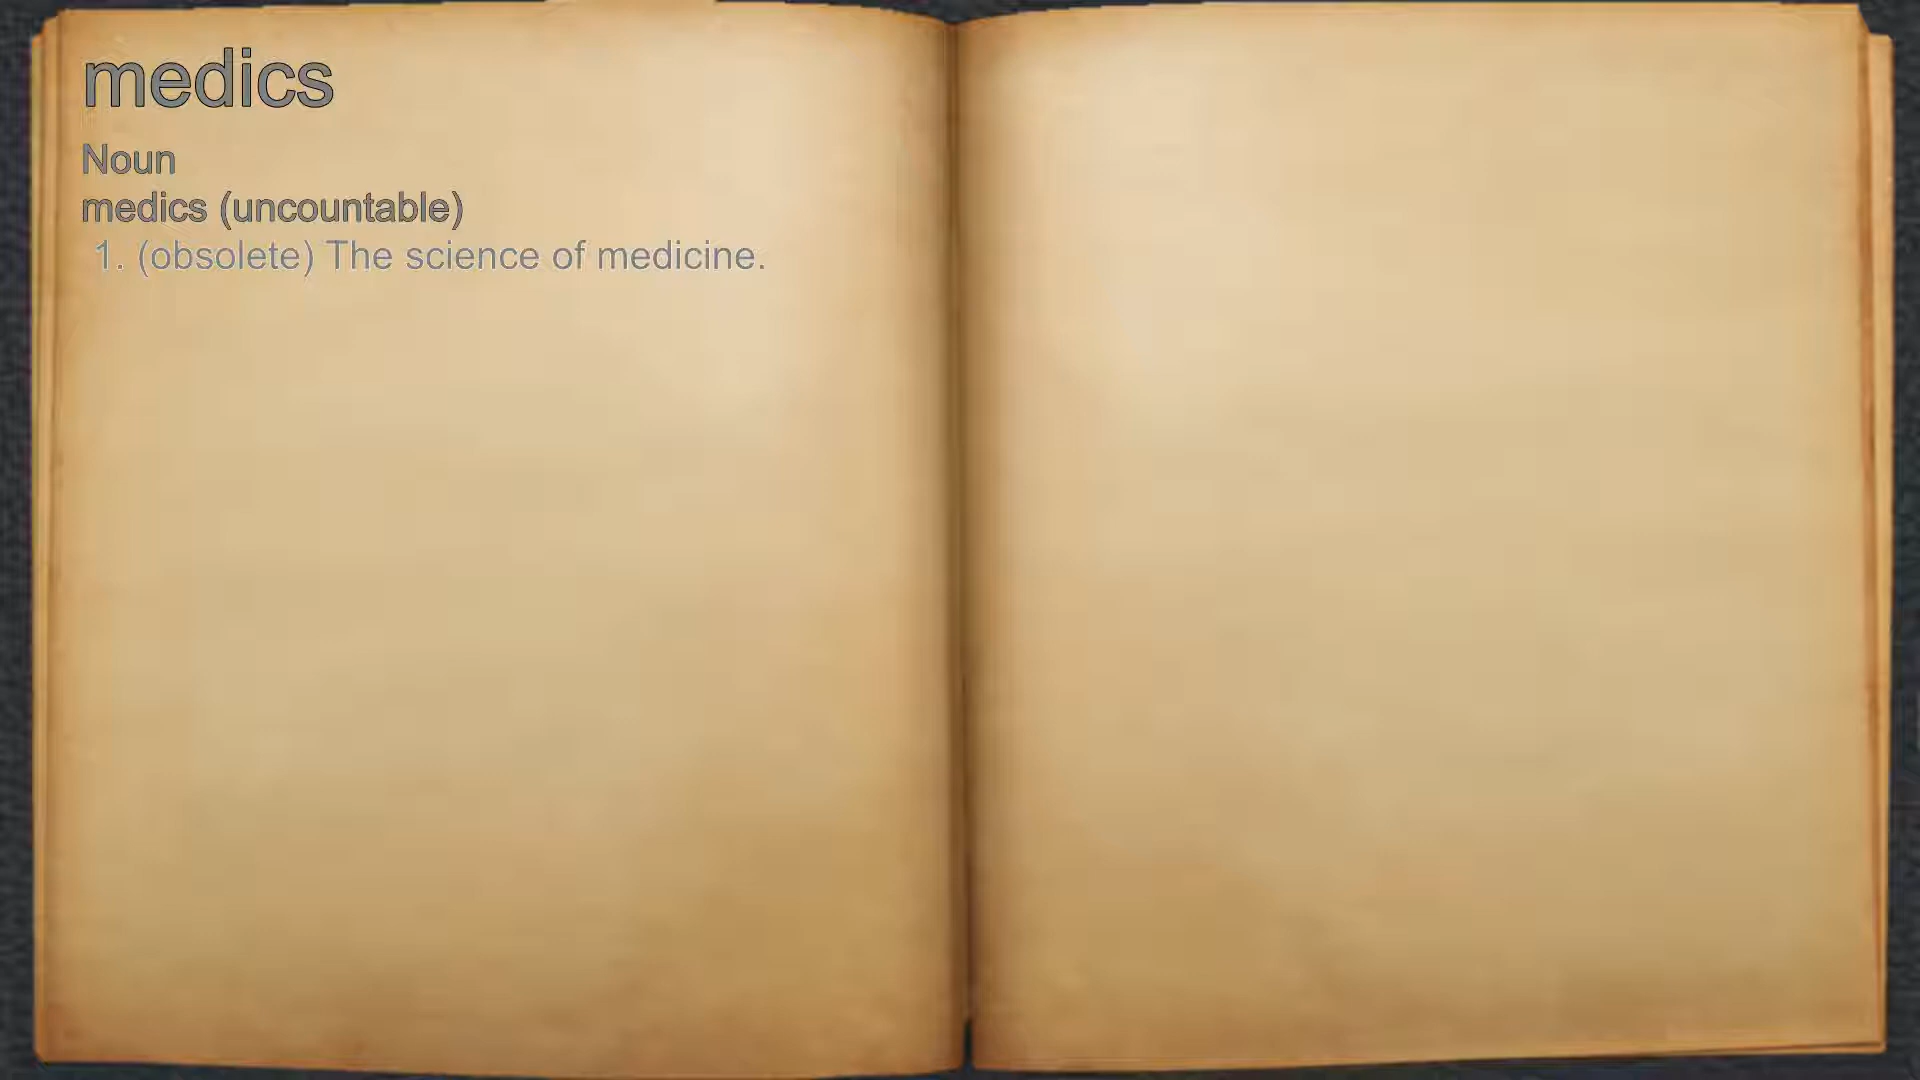 medics
Noun
medics (uncountable)
1. (obsolete) The science of medicine.